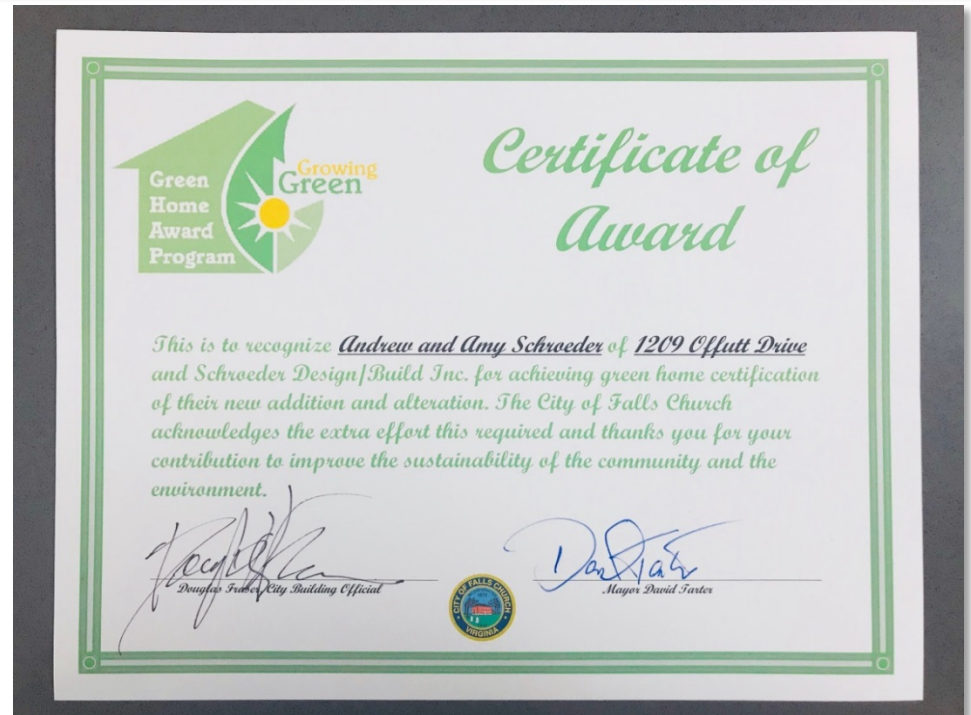 Green
Home
Award
Program
Growing
Green
Certificate of
Award
This is to recognize Andrew and Amy Schroeder of 1209 Offutt Drive
and Schroeder Design/Build Inc. for achieving green home certification
of their new addition and alteration. The City of Falls Church
acknowledges the extra effort this required and thanks you for your
contribution to improve the sustainability of the community and the
environment.
Douglas Fraser, City Building Official
Mayor David Tarter
CITY OF FALLS CHURCH
VIRGINIA